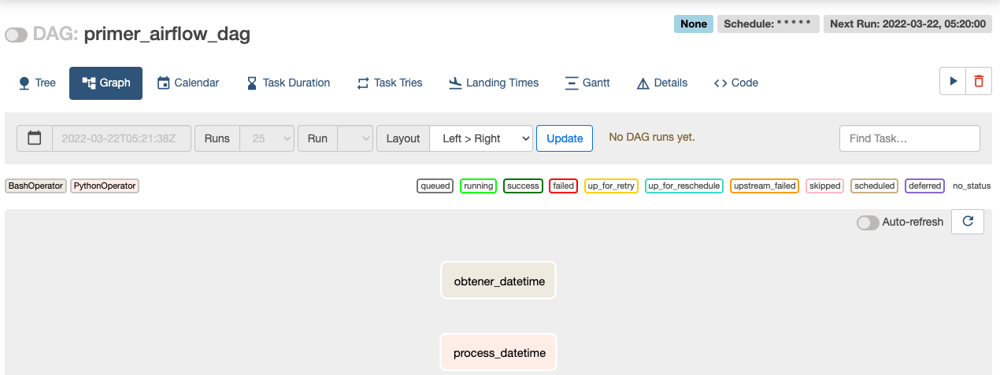 DAG: primer_airflow_dag
None Schedule: * * * * * Next Run: 2022-03-22, 05:20:00
Tree Graph Calendar Task Duration Task Tries Landing Times Gantt Details Code
2022-03-22T05:21:38Z Runs 25 Run Layout Left > Right Update No DAG runs yet. Find Task...
BashOperator PythonOperator queued running success failed up_for_retry up_for_reschedule upstream_failed skipped scheduled deferred no_status
Auto-refresh
obtener_datetime
process_datetime